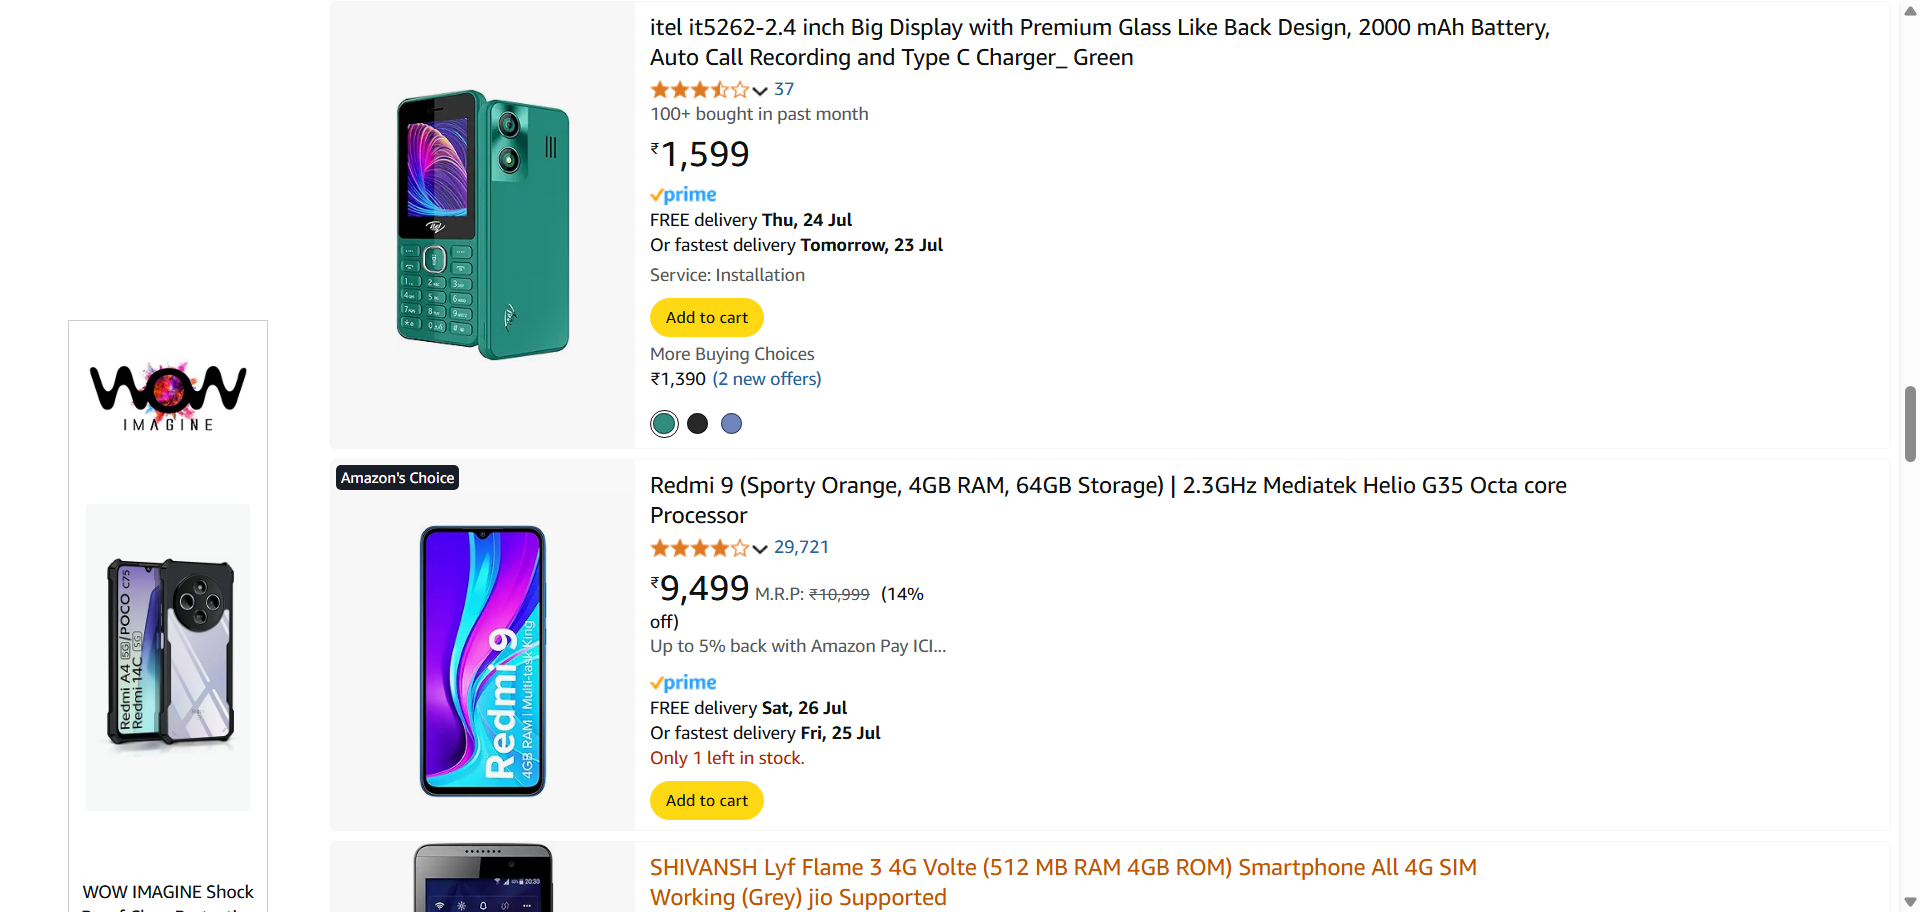 itel it5262-2.4 inch Big Display with Premium Glass Like Back Design, 2000 mAh Battery,
Auto Call Recording and Type C Charger_ Green
37
100+ bought in past month
₹1,599
prime
FREE delivery Thu, 24 Jul
Or fastest delivery Tomorrow, 23 Jul
Service: Installation
Add to cart
More Buying Choices
₹1,390 (2 new offers)
itel
WOW
IMAGINE
Redmi A4 5G/POCO C75
Redmi 14C 5G
WOW IMAGINE Shock
Amazon's Choice
Redmi 9
4GB RAM | Multi-task King
Redmi 9 (Sporty Orange, 4GB RAM, 64GB Storage) | 2.3GHz Mediatek Helio G35 Octa core
Processor
29,721
₹9,499 M.R.P: ₹10,999 (14%
off)
Up to 5% back with Amazon Pay ICI...
prime
FREE delivery Sat, 26 Jul
Or fastest delivery Fri, 25 Jul
Only 1 left in stock.
Add to cart
20:30
SHIVANSH Lyf Flame 3 4G Volte (512 MB RAM 4GB ROM) Smartphone All 4G SIM
Working (Grey) jio Supported